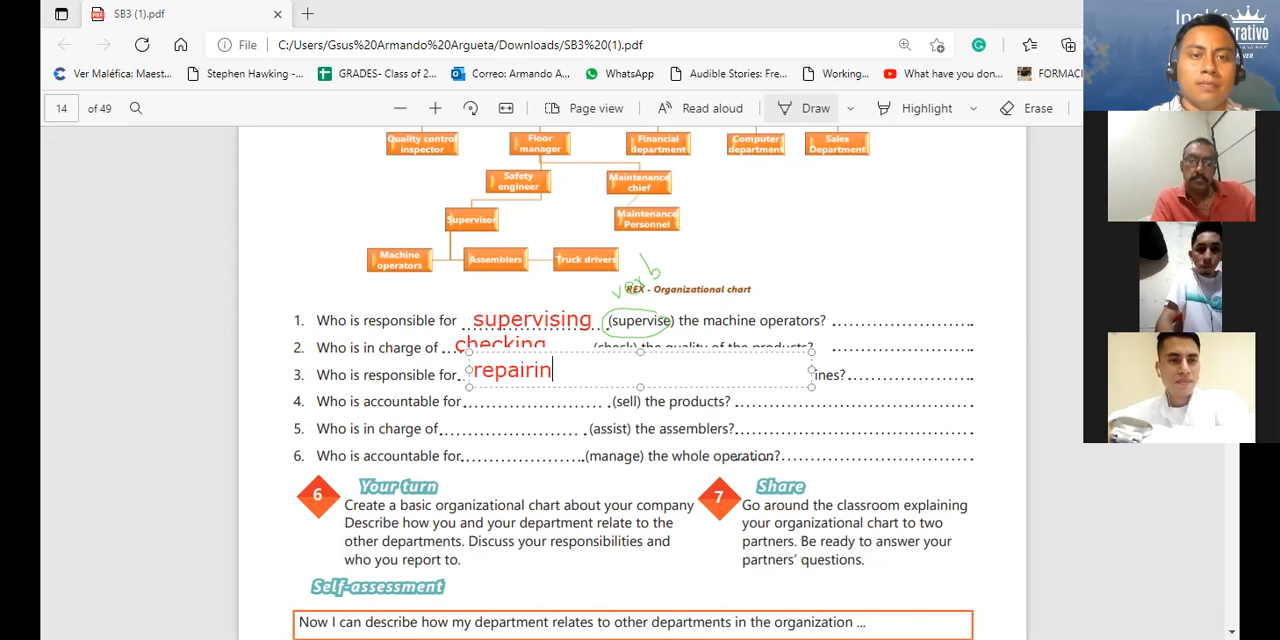 SB3 (1).pdf
File C:/Users/Gsus%20Armando%20Argueta/Downloads/SB3%20(1).pdf
Inglés
Ver Maléfica: Maest... Stephen Hawking -... GRADES- Class of 2... Correo: Armando A... WhatsApp Audible Stories: Fre... Working... What have you don... FORMACI
14 of 49 Page view Read aloud Draw Highlight Erase
Quality control inspector Floor manager Financial department Computer department Sales Department
Safety engineer Maintenance chief
Supervisor Maintenance Personnel
Machine operators Assemblers Truck drivers
verb
REX - Organizational chart
1. Who is responsible for supervising (supervise) the machine operators?
2. Who is in charge of checking (check) the quality of the products?
3. Who is responsible for repairin ines?
4. Who is accountable for (sell) the products?
5. Who is in charge of (assist) the assemblers?
6. Who is accountable for (manage) the whole operation?
6 Your turn
Create a basic organizational chart about your company
Describe how you and your department relate to the
other departments. Discuss your responsibilities and
who you report to.
7 Share
Go around the classroom explaining
your organizational chart to two
partners. Be ready to answer your
partners' questions.
Self-assessment
Now I can describe how my department relates to other departments in the organization ...